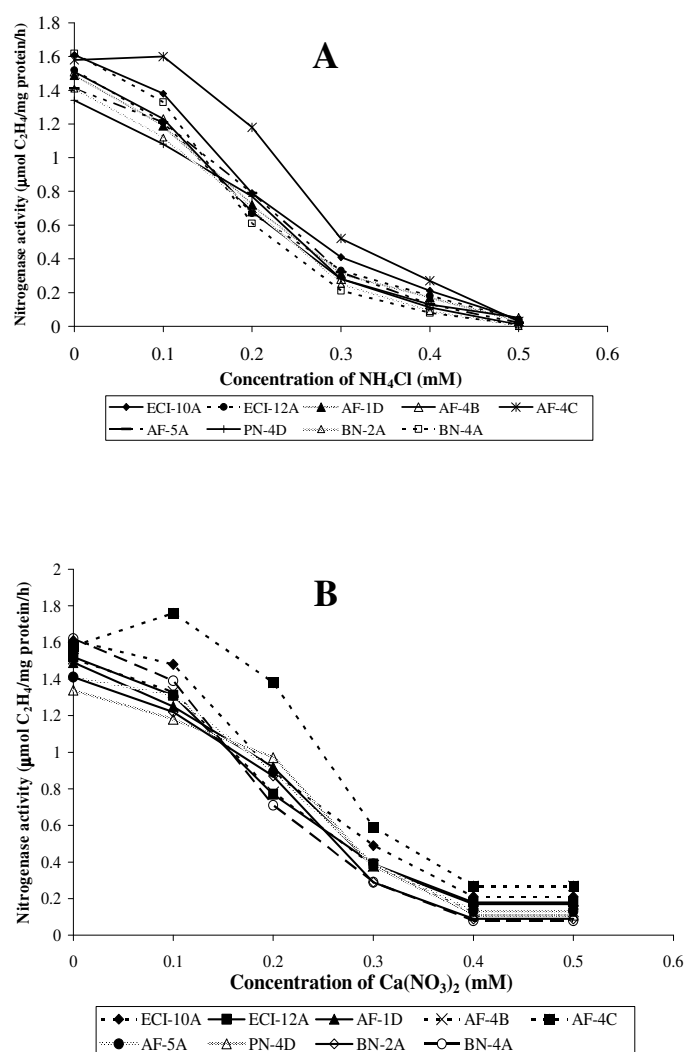 A
Nitrogenase activity (μmol C₂H₄/mg protein/h)
1.8
1.6
1.4
1.2
1
0.8
0.6
0.4
0.2
0
0 0.1 0.2 0.3 0.4 0.5 0.6
Concentration of NH₄Cl (mM)
ECI-10A ECI-12A AF-1D AF-4B AF-4C
AF-5A PN-4D BN-2A BN-4A
B
Nitrogenase activity (μmol C₂H₄/mg protein/h)
2
1.8
1.6
1.4
1.2
1
0.8
0.6
0.4
0.2
0
0 0.1 0.2 0.3 0.4 0.5 0.6
Concentration of Ca(NO₃)₂ (mM)
ECI-10A ECI-12A AF-1D AF-4B AF-4C
AF-5A PN-4D BN-2A BN-4A